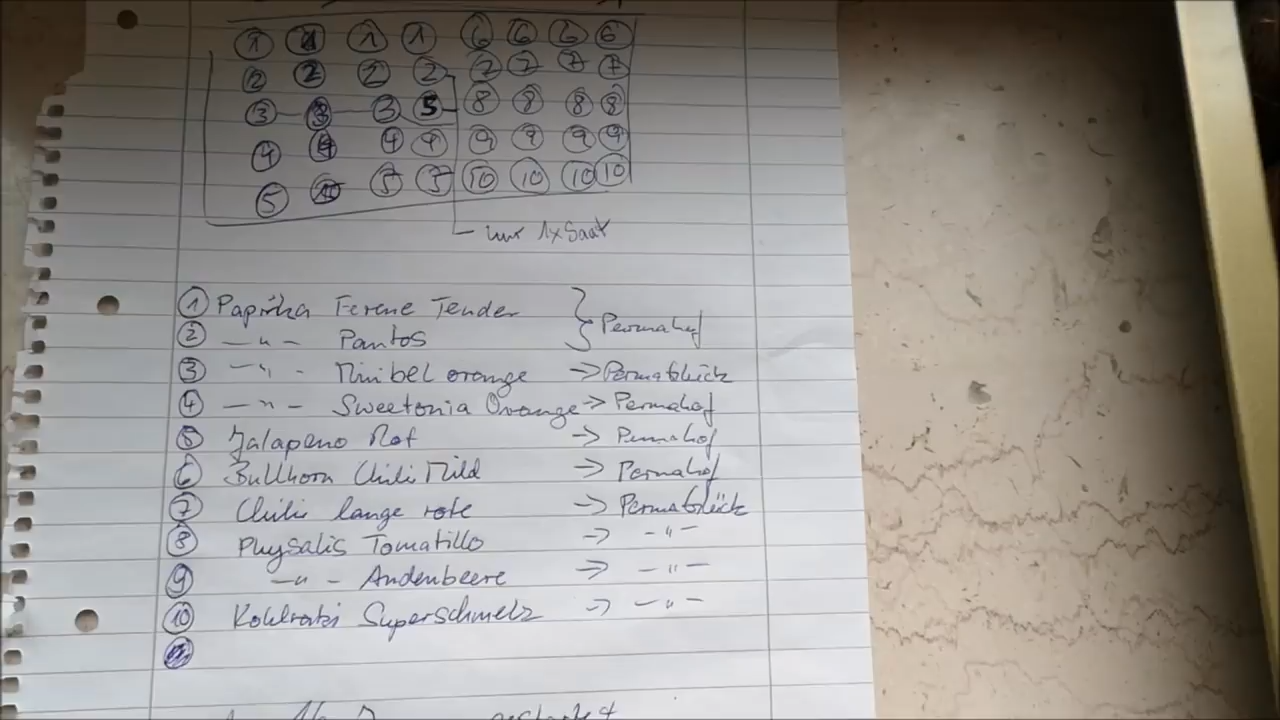 1 1 1 1 6 6 6 6
2 2 2 2 7 7 7 7
3 3 3 5 8 8 8 8
4 4 4 4 9 9 9 9
5 10 5 5 10 10 10 10
nur 1x Saat
1 Paprika Ferenc Tender } Permahof
2 —"— Pantos
3 —"— Minibel orange -> Permaglück
4 —"— Sweetonia Orange -> Permahof
5 Jalapeno Rot -> Permahof
6 Bullhorn Chili Mild -> Permahof
7 Chilie lange rote -> Permaglück
8 Physalis Tomatillo -> —"—
9 —"— Andenbeere -> —"—
10 Kohlrabi Superschmelz -> —"—